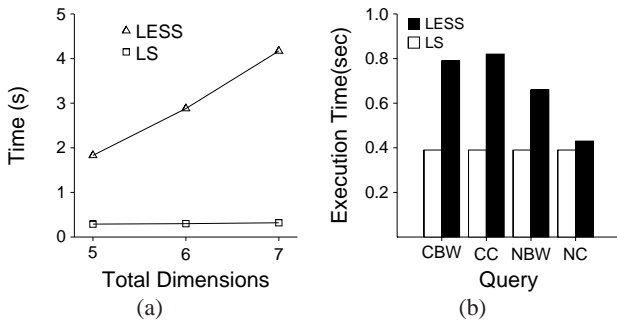 LESS
LS
5
4
3
2
1
0
Time (s)
5 6 7
Total Dimensions
(a)
LESS
LS
1.0
0.8
0.6
0.4
0.2
Execution Time(sec)
CBW CC NBW NC
Query
(b)